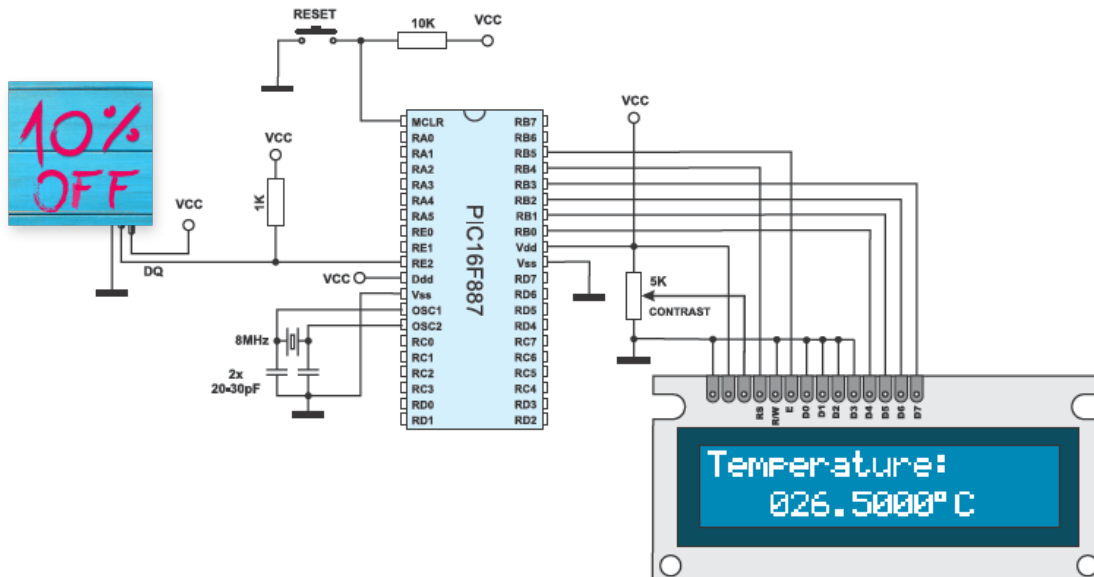 RESET
10K
VCC
10%
OFF
VCC
1K
VCC
DQ
VCC
8MHz
2x
20-30pF
MCLR
RA0
RA1
RA2
RA3
RA4
RA5
RE0
RE1
RE2
Ddd
Vss
OSC1
OSC2
RC0
RC1
RC2
RC3
RD0
RD1
PIC16F887
RB7
RB6
RB5
RB4
RB3
RB2
RB1
RB0
Vdd
Vss
RD7
RD6
RD5
RD4
RC7
RC6
RC5
RC4
RD3
RD2
VCC
5K
CONTRAST
RS
R/W
E
D0
D1
D2
D3
D4
D5
D6
D7
Temperature:
026.5000°C